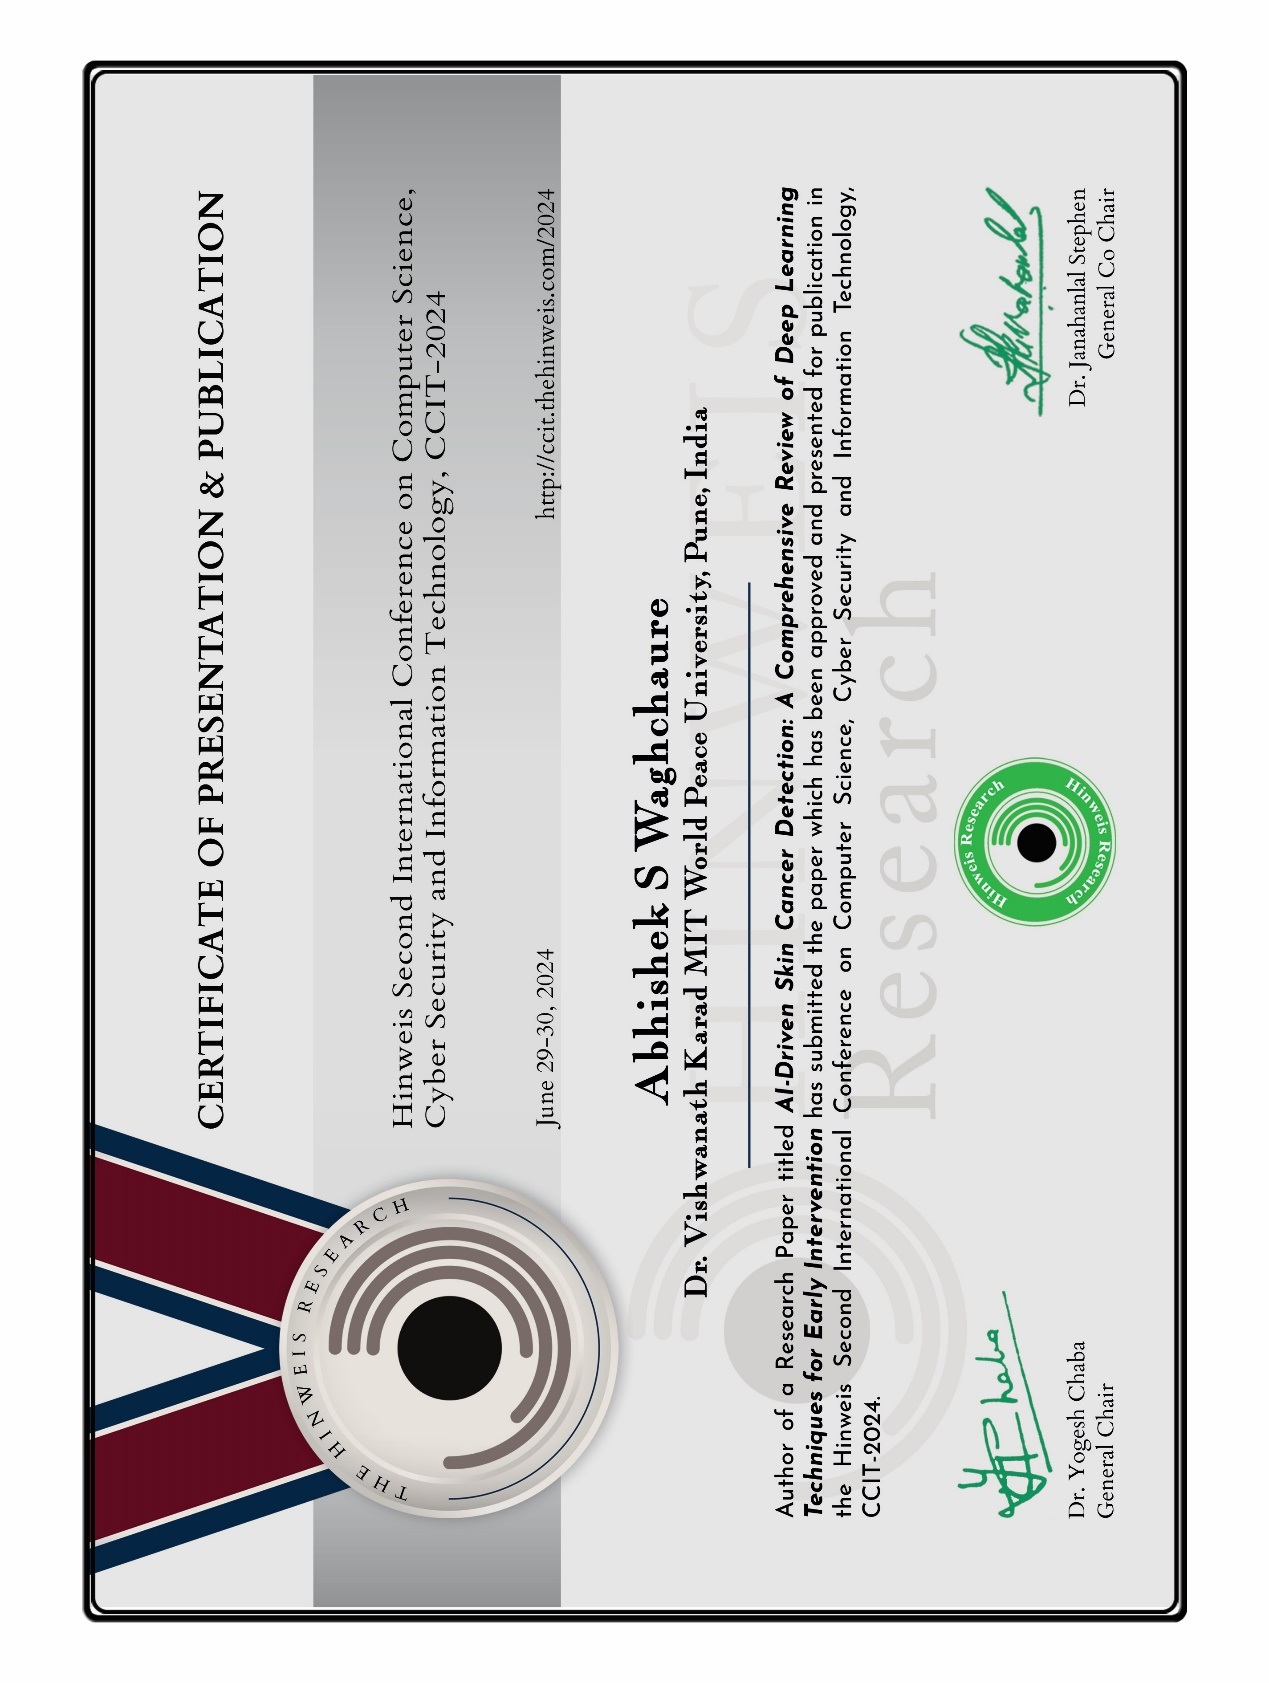 CERTIFICATE OF PRESENTATION & PUBLICATION
THE HINWEIS RESEARCH
Hinweis Second International Conference on Computer Science,
Cyber Security and Information Technology, CCIT-2024
June 29-30, 2024 http://ccit.thehinweis.com/2024
Abhishek S Waghchaure
Dr. Vishwanath Karad MIT World Peace University, Pune, India
HINWEIS
Research
Author of a Research Paper titled AI-Driven Skin Cancer Detection: A Comprehensive Review of Deep Learning
Techniques for Early Intervention has submitted the paper which has been approved and presented for publication in
the Hinweis Second International Conference on Computer Science, Cyber Security and Information Technology,
CCIT-2024.
Y Chaba
Hinweis Research
Hinweis Research
Dr. Yogesh Chaba
General Chair
Dr. Janahanlal Stephen
General Co Chair